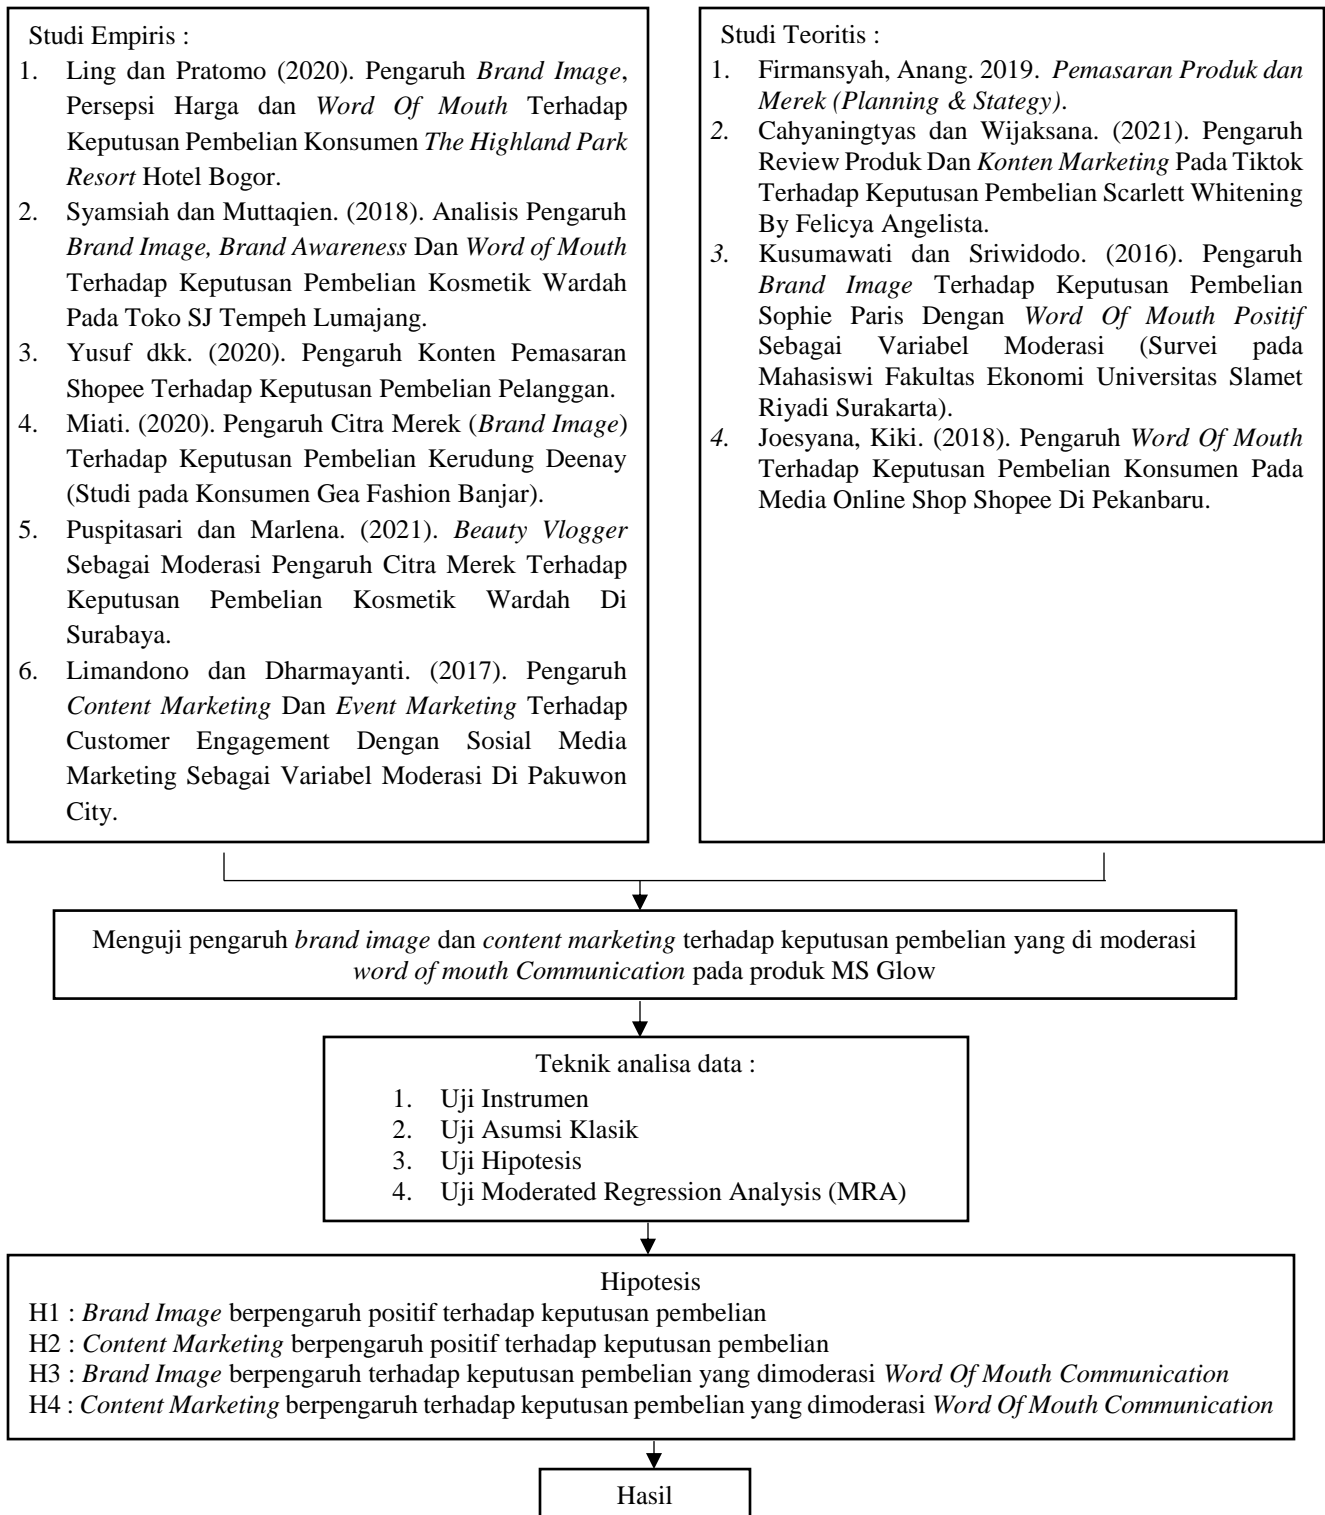 Studi Empiris :
1. Ling dan Pratomo (2020). Pengaruh Brand Image,
Persepsi Harga dan Word Of Mouth Terhadap
Keputusan Pembelian Konsumen The Highland Park
Resort Hotel Bogor.
2. Syamsiah dan Muttaqien. (2018). Analisis Pengaruh
Brand Image, Brand Awareness Dan Word of Mouth
Terhadap Keputusan Pembelian Kosmetik Wardah
Pada Toko SJ Tempeh Lumajang.
3. Yusuf dkk. (2020). Pengaruh Konten Pemasaran
Shopee Terhadap Keputusan Pembelian Pelanggan.
4. Miati. (2020). Pengaruh Citra Merek (Brand Image)
Terhadap Keputusan Pembelian Kerudung Deenay
(Studi pada Konsumen Gea Fashion Banjar).
5. Puspitasari dan Marlena. (2021). Beauty Vlogger
Sebagai Moderasi Pengaruh Citra Merek Terhadap
Keputusan Pembelian Kosmetik Wardah Di
Surabaya.
6. Limandono dan Dharmayanti. (2017). Pengaruh
Content Marketing Dan Event Marketing Terhadap
Customer Engagement Dengan Sosial Media
Marketing Sebagai Variabel Moderasi Di Pakuwon
City.
Studi Teoritis :
1. Firmansyah, Anang. 2019. Pemasaran Produk dan
Merek (Planning & Stategy).
2. Cahyaningtyas dan Wijaksana. (2021). Pengaruh
Review Produk Dan Konten Marketing Pada Tiktok
Terhadap Keputusan Pembelian Scarlett Whitening
By Felicya Angelista.
3. Kusumawati dan Sriwidodo. (2016). Pengaruh
Brand Image Terhadap Keputusan Pembelian
Sophie Paris Dengan Word Of Mouth Positif
Sebagai Variabel Moderasi (Survei pada
Mahasiswi Fakultas Ekonomi Universitas Slamet
Riyadi Surakarta).
4. Joesyana, Kiki. (2018). Pengaruh Word Of Mouth
Terhadap Keputusan Pembelian Konsumen Pada
Media Online Shop Shopee Di Pekanbaru.
Menguji pengaruh brand image dan content marketing terhadap keputusan pembelian yang di moderasi
word of mouth Communication pada produk MS Glow
Teknik analisa data :
1. Uji Instrumen
2. Uji Asumsi Klasik
3. Uji Hipotesis
4. Uji Moderated Regression Analysis (MRA)
Hipotesis
H1 : Brand Image berpengaruh positif terhadap keputusan pembelian
H2 : Content Marketing berpengaruh positif terhadap keputusan pembelian
H3 : Brand Image berpengaruh terhadap keputusan pembelian yang dimoderasi Word Of Mouth Communication
H4 : Content Marketing berpengaruh terhadap keputusan pembelian yang dimoderasi Word Of Mouth Communication
Hasil